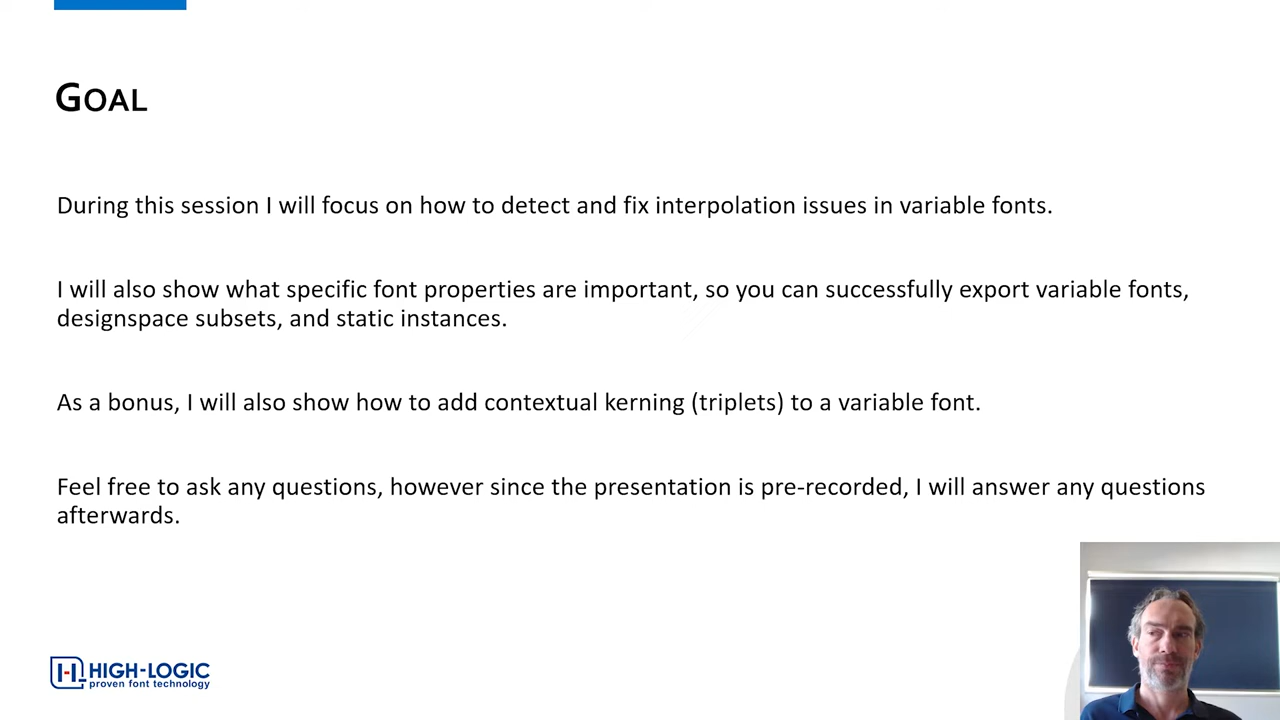 GOAL
During this session I will focus on how to detect and fix interpolation issues in variable fonts.
I will also show what specific font properties are important, so you can successfully export variable fonts,
designspace subsets, and static instances.
As a bonus, I will also show how to add contextual kerning (triplets) to a variable font.
Feel free to ask any questions, however since the presentation is pre-recorded, I will answer any questions
afterwards.
HIGH-LOGIC
proven font technology